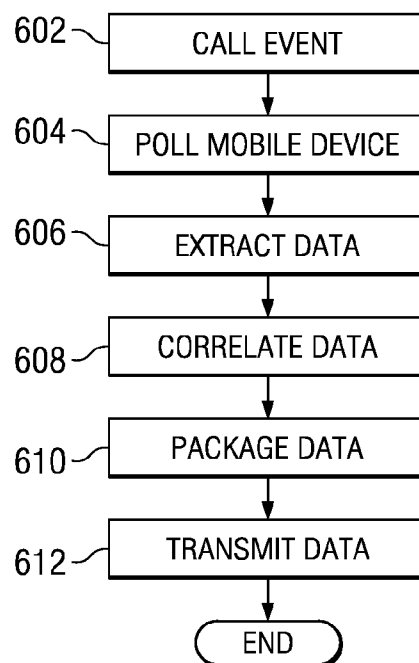 602 CALL EVENT
604 POLL MOBILE DEVICE
606 EXTRACT DATA
608 CORRELATE DATA
610 PACKAGE DATA
612 TRANSMIT DATA
END